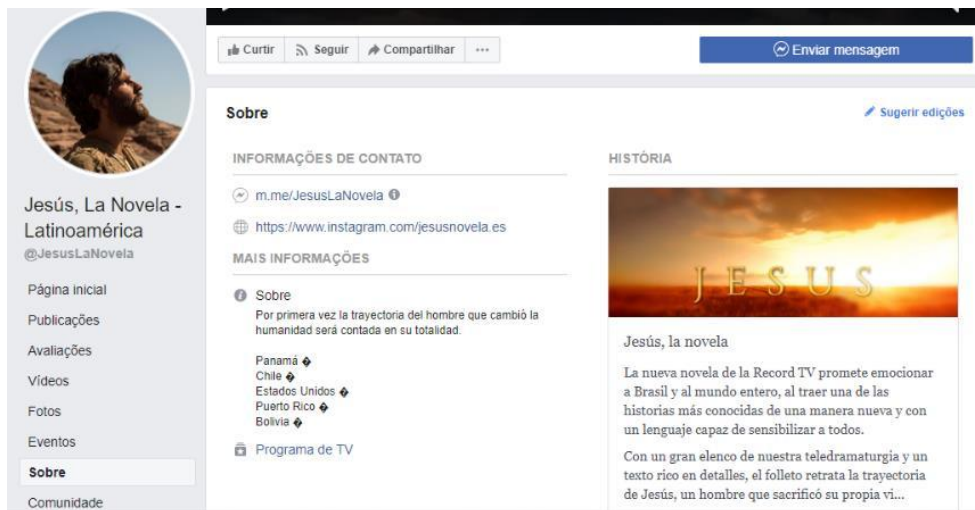 Curtir
Seguir
Compartilhar
...
Enviar mensagem
Jesús, La Novela -
Latinoamérica
@JesusLaNovela
Página inicial
Publicações
Avaliações
Vídeos
Fotos
Eventos
Sobre
Comunidade
Sobre
Sugerir edições
INFORMAÇÕES DE CONTATO
m.me/JesusLaNovela
https://www.instagram.com/jesusnovela.es
MAIS INFORMAÇÕES
Sobre
Por primera vez la trayectoria del hombre que cambió la
humanidad será contada en su totalidad.
Panamá �
Chile �
Estados Unidos �
Puerto Rico �
Bolivia �
Programa de TV
HISTÓRIA
JESUS
Jesús, la novela
La nueva novela de la Record TV promete emocionar
a Brasil y al mundo entero, al traer una de las
historias más conocidas de una manera nueva y con
un lenguaje capaz de sensibilizar a todos.
Con un gran elenco de nuestra teledramaturgia y un
texto rico en detalles, el folleto retrata la trayectoria
de Jesús, un hombre que sacrificó su propia vi...